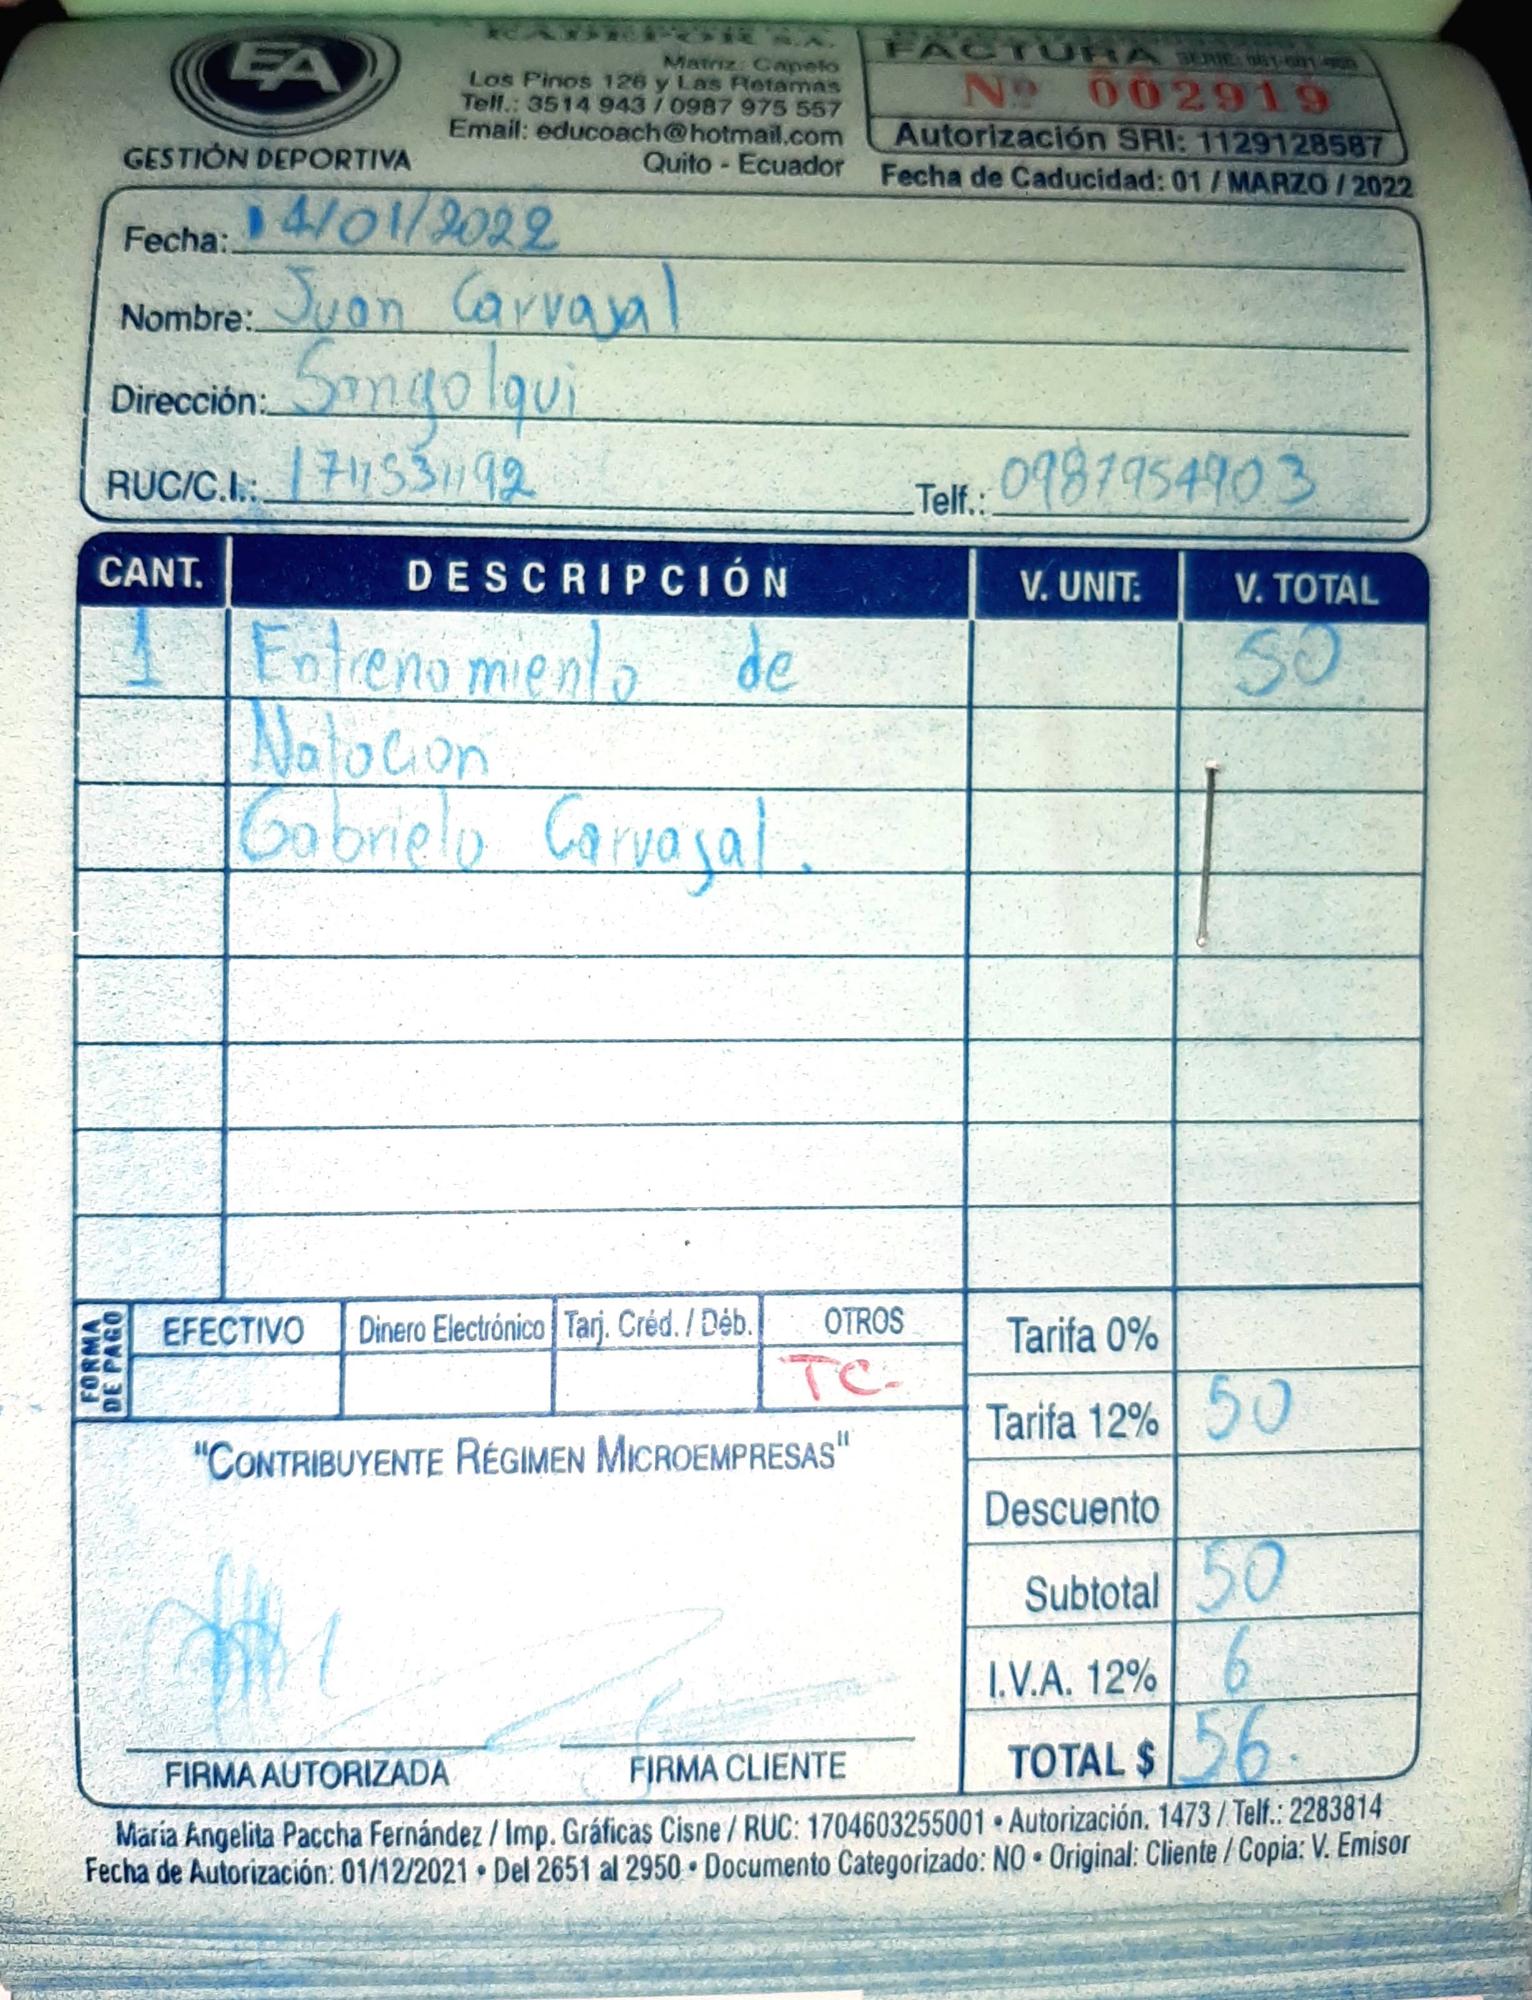 EA
GESTIÓN DEPORTIVA
EADEPOR S.A.
Matriz: Capelo
Los Pinos 126 y Las Retamas
Telf.: 3514 943 / 0987 975 557
Email: educoach@hotmail.com
Quito - Ecuador
FACTURA SERIE: 001-001-000
Nº 002919
Autorización SRI: 1129128587
Fecha de Caducidad: 01 / MARZO / 2022
Fecha: 14/01/2022
Nombre: Juan Carvajal
Dirección: Sangolqui
RUC/C.I.: 1711531192 Telf.: 0987954903
CANT. DESCRIPCIÓN V. UNIT: V. TOTAL
1 Entrenamiento de 50
Natacion
Gabriela Carvajal.
FORMA DE PAGO
EFECTIVO Dinero Electrónico Tarj. Créd. / Déb. OTROS
TC.
Tarifa 0%
Tarifa 12% 50
Descuento
Subtotal 50
I.V.A. 12% 6
TOTAL $ 56.
"CONTRIBUYENTE RÉGIMEN MICROEMPRESAS"
FIRMA AUTORIZADA FIRMA CLIENTE
María Angelita Paccha Fernández / Imp. Gráficas Cisne / RUC: 1704603255001 • Autorización. 1473 / Telf.: 2283814
Fecha de Autorización: 01/12/2021 • Del 2651 al 2950 • Documento Categorizado: NO • Original: Cliente / Copia: V. Emisor